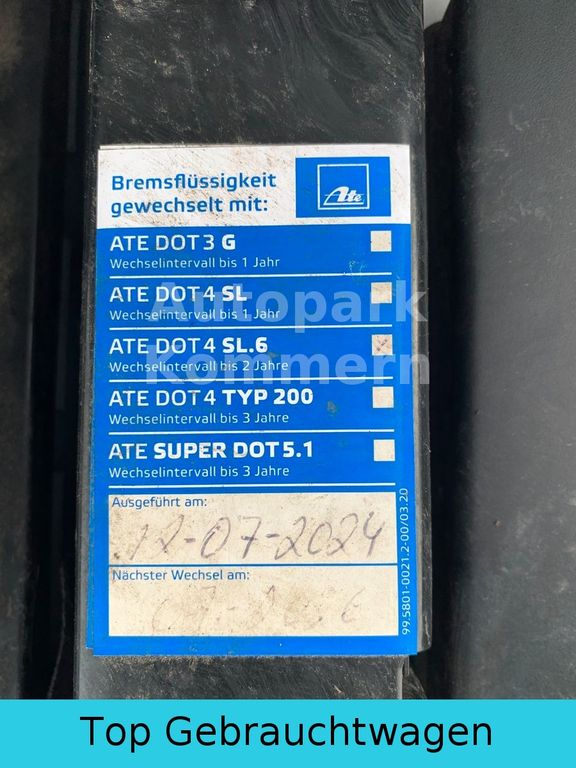 Bremsflüssigkeit
gewechselt mit:
Ate
ATE DOT 3 G
Wechselintervall bis 1 Jahr
ATE DOT 4 SL
Wechselintervall bis 1 Jahr
Autopark
ATE DOT 4 SL.6
Wechselintervall bis 2 Jahre
Kommern
ATE DOT 4 TYP 200
Wechselintervall bis 3 Jahre
ATE SUPER DOT 5.1
Wechselintervall bis 3 Jahre
Ausgeführt am:
12-07-2024
Nächster Wechsel am:
99.5801-0021.2-00/03.20
Top Gebrauchtwagen